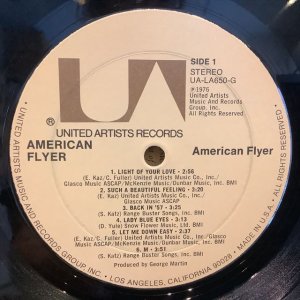 UA
®
SIDE 1
STEREO
UA-LA650-G
℗1976
United Artists
Music And Records
Group, Inc.
All Rights Reserved
UNITED ARTISTS RECORDS
AMERICAN
FLYER
American Flyer
1. LIGHT OF YOUR LOVE - 2:56
(E. Kaz/C. Fuller) United Artists Music Co., Inc./
Glasco Music ASCAP/McKenzie Music/Dunbar Music, Inc. BMI
2. SUCH A BEAUTIFUL FEELING - 3:20
(E. Kaz) United Artists Music Co., Inc./
Glasco Music ASCAP
3. BACK IN '57 - 3:25
(S. Katz) Range Buster Songs, Inc. BMI
4. LADY BLUE EYES - 3:13
(D. Yule) Snow Flower Music, Ltd. BMI
5. LET ME DOWN EASY - 3:37
(E. Kaz/C. Fuller) United Artists Music Co., Inc./
Glasco Music ASCAP/McKenzie Music/Dunbar Music, Inc. BMI
6. M - :51
(S. Katz) Range Buster Songs, Inc. BMI
Produced by George Martin
• UNITED ARTISTS MUSIC AND RECORDS GROUP, INC. • LOS ANGELES, CALIFORNIA 90028 • MADE IN U.S.A. • ALL RIGHTS RESERVED